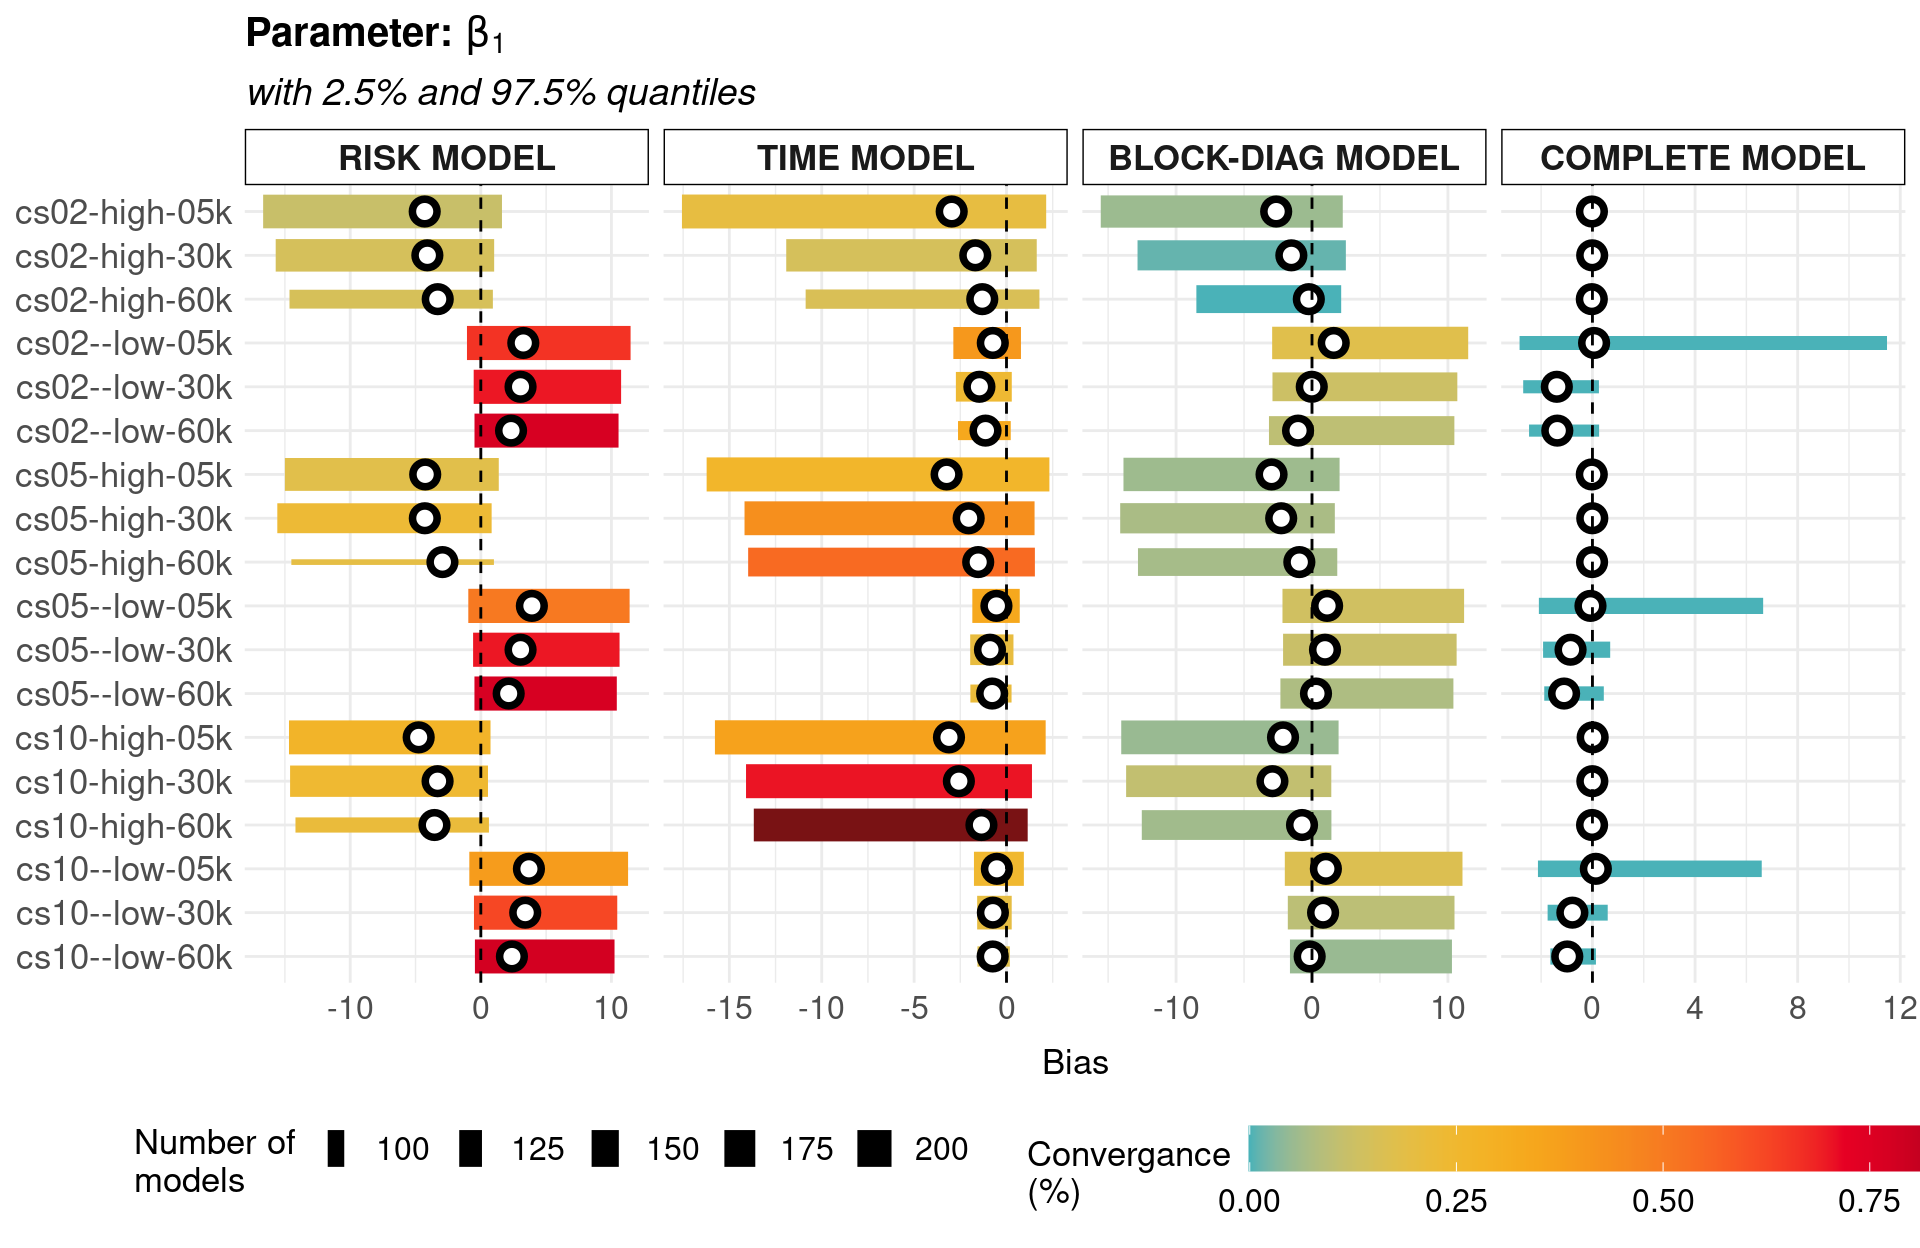 Parameter: β₁
with 2.5% and 97.5% quantiles
RISK MODEL TIME MODEL BLOCK-DIAG MODEL COMPLETE MODEL
cs02-high-05k
cs02-high-30k
cs02-high-60k
cs02--low-05k
cs02--low-30k
cs02--low-60k
cs05-high-05k
cs05-high-30k
cs05-high-60k
cs05--low-05k
cs05--low-30k
cs05--low-60k
cs10-high-05k
cs10-high-30k
cs10-high-60k
cs10--low-05k
cs10--low-30k
cs10--low-60k
-10 0 10 -15 -10 -5 0 -10 0 10 0 4 8 12
Bias
Number of
models
100 125 150 175 200
Convergance
(%)
0.00 0.25 0.50 0.75